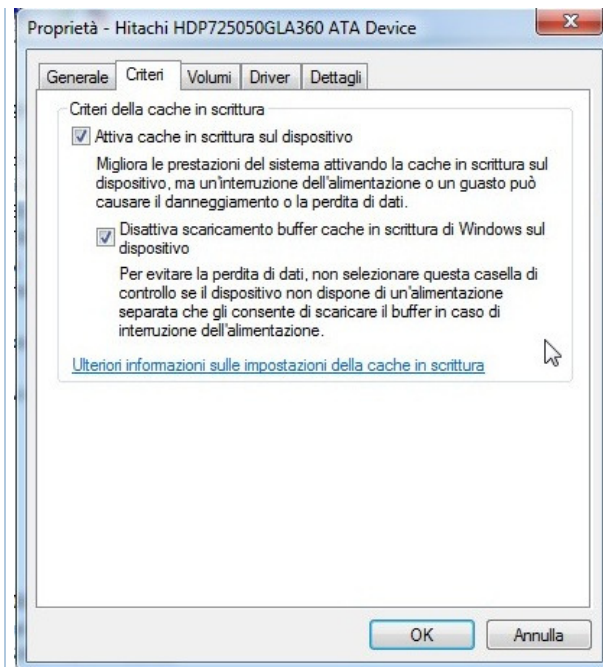 Proprietà - Hitachi HDP725050GLA360 ATA Device
Generale Criteri Volumi Driver Dettagli
Criteri della cache in scrittura
Attiva cache in scrittura sul dispositivo
Migliora le prestazioni del sistema attivando la cache in scrittura sul
dispositivo, ma un'interruzione dell'alimentazione o un guasto può
causare il danneggiamento o la perdita di dati.
Disattiva scaricamento buffer cache in scrittura di Windows sul
dispositivo
Per evitare la perdita di dati, non selezionare questa casella di
controllo se il dispositivo non dispone di un'alimentazione
separata che gli consente di scaricare il buffer in caso di
interruzione dell'alimentazione.
Ulteriori informazioni sulle impostazioni della cache in scrittura
OK Annulla